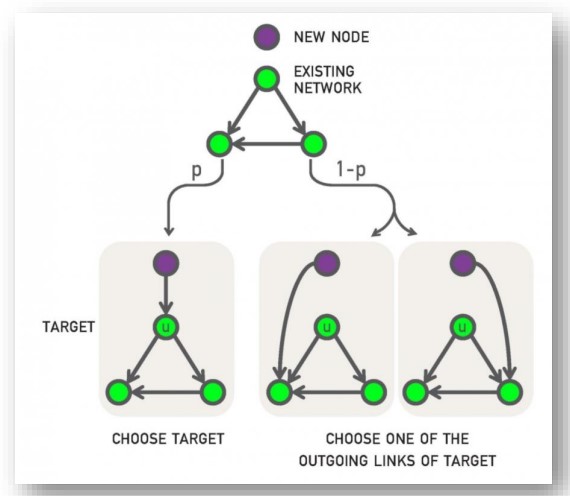 NEW NODE
EXISTING
NETWORK
p
1-p
TARGET
u
u
u
CHOOSE TARGET
CHOOSE ONE OF THE
OUTGOING LINKS OF TARGET